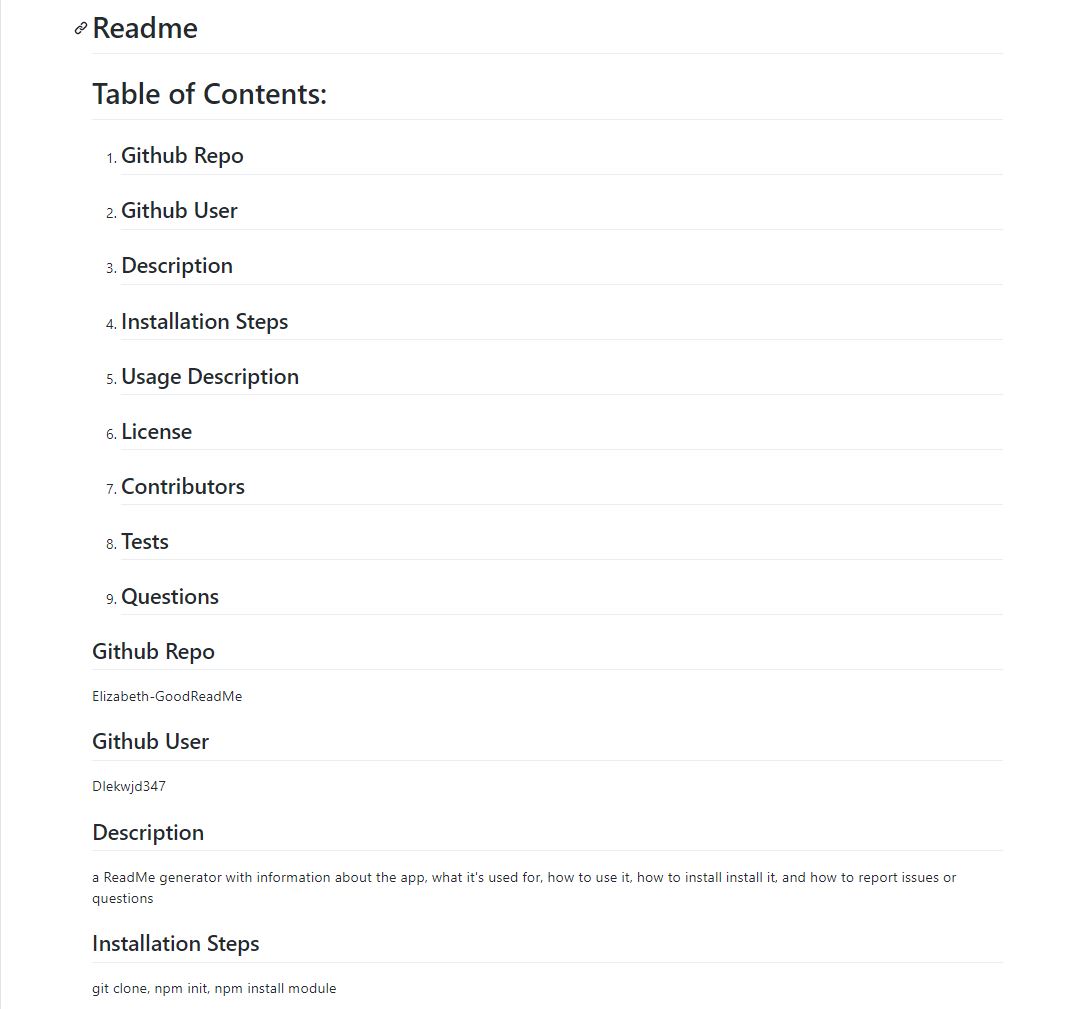 Readme
Table of Contents:
1. Github Repo
2. Github User
3. Description
4. Installation Steps
5. Usage Description
6. License
7. Contributors
8. Tests
9. Questions
Github Repo
Elizabeth-GoodReadMe
Github User
Dlekwjd347
Description
a ReadMe generator with information about the app, what it's used for, how to use it, how to install install it, and how to report issues or
questions
Installation Steps
git clone, npm init, npm install module